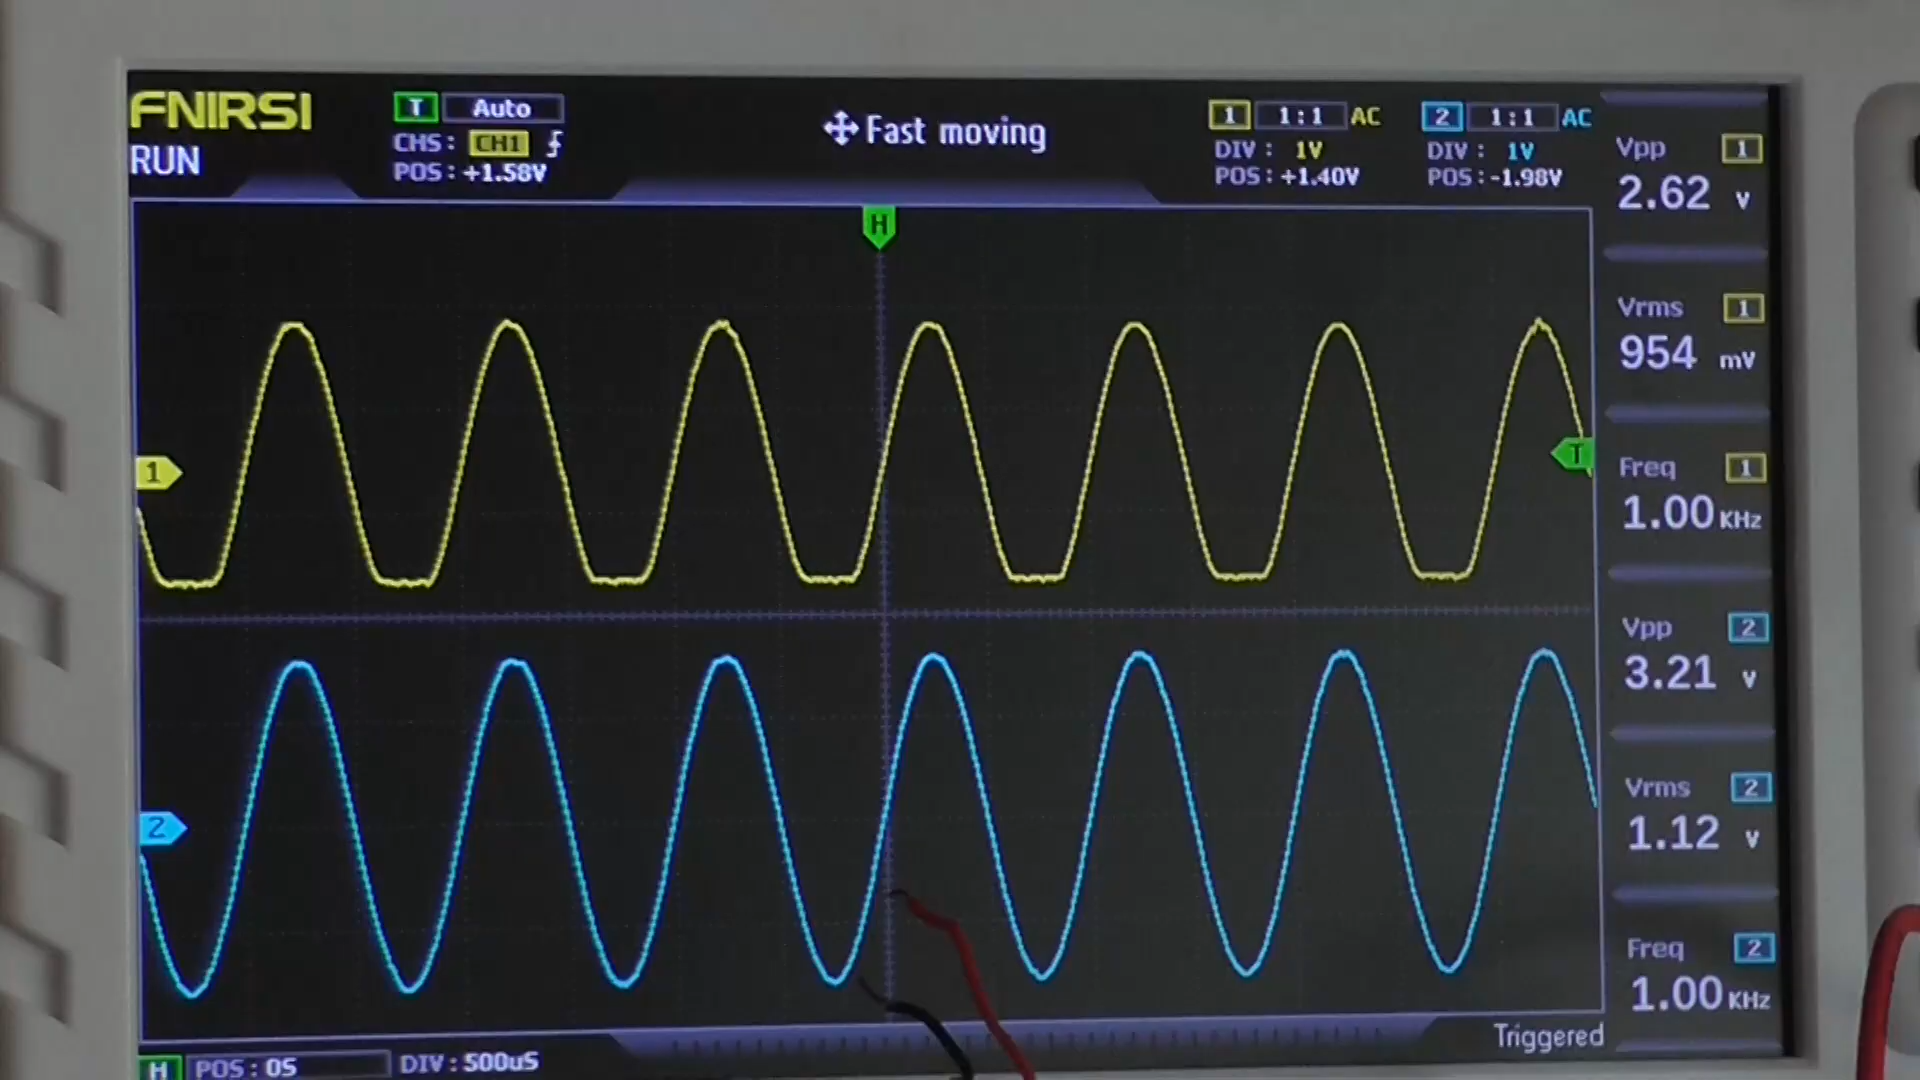 FNIRSI
RUN
T Auto
CHS: CH1
POS: +1.58V
Fast moving
1 1:1 AC
DIV: 1V
POS: +1.40V
2 1:1 AC
DIV: 1V
POS: -1.98V
H
1
T
2
Vpp 1
2.62 V
Vrms 1
954 mV
Freq 1
1.00 KHz
Vpp 2
3.21 V
Vrms 2
1.12 V
Freq 2
1.00 KHz
Triggered
H POS: 0S DIV: 500uS